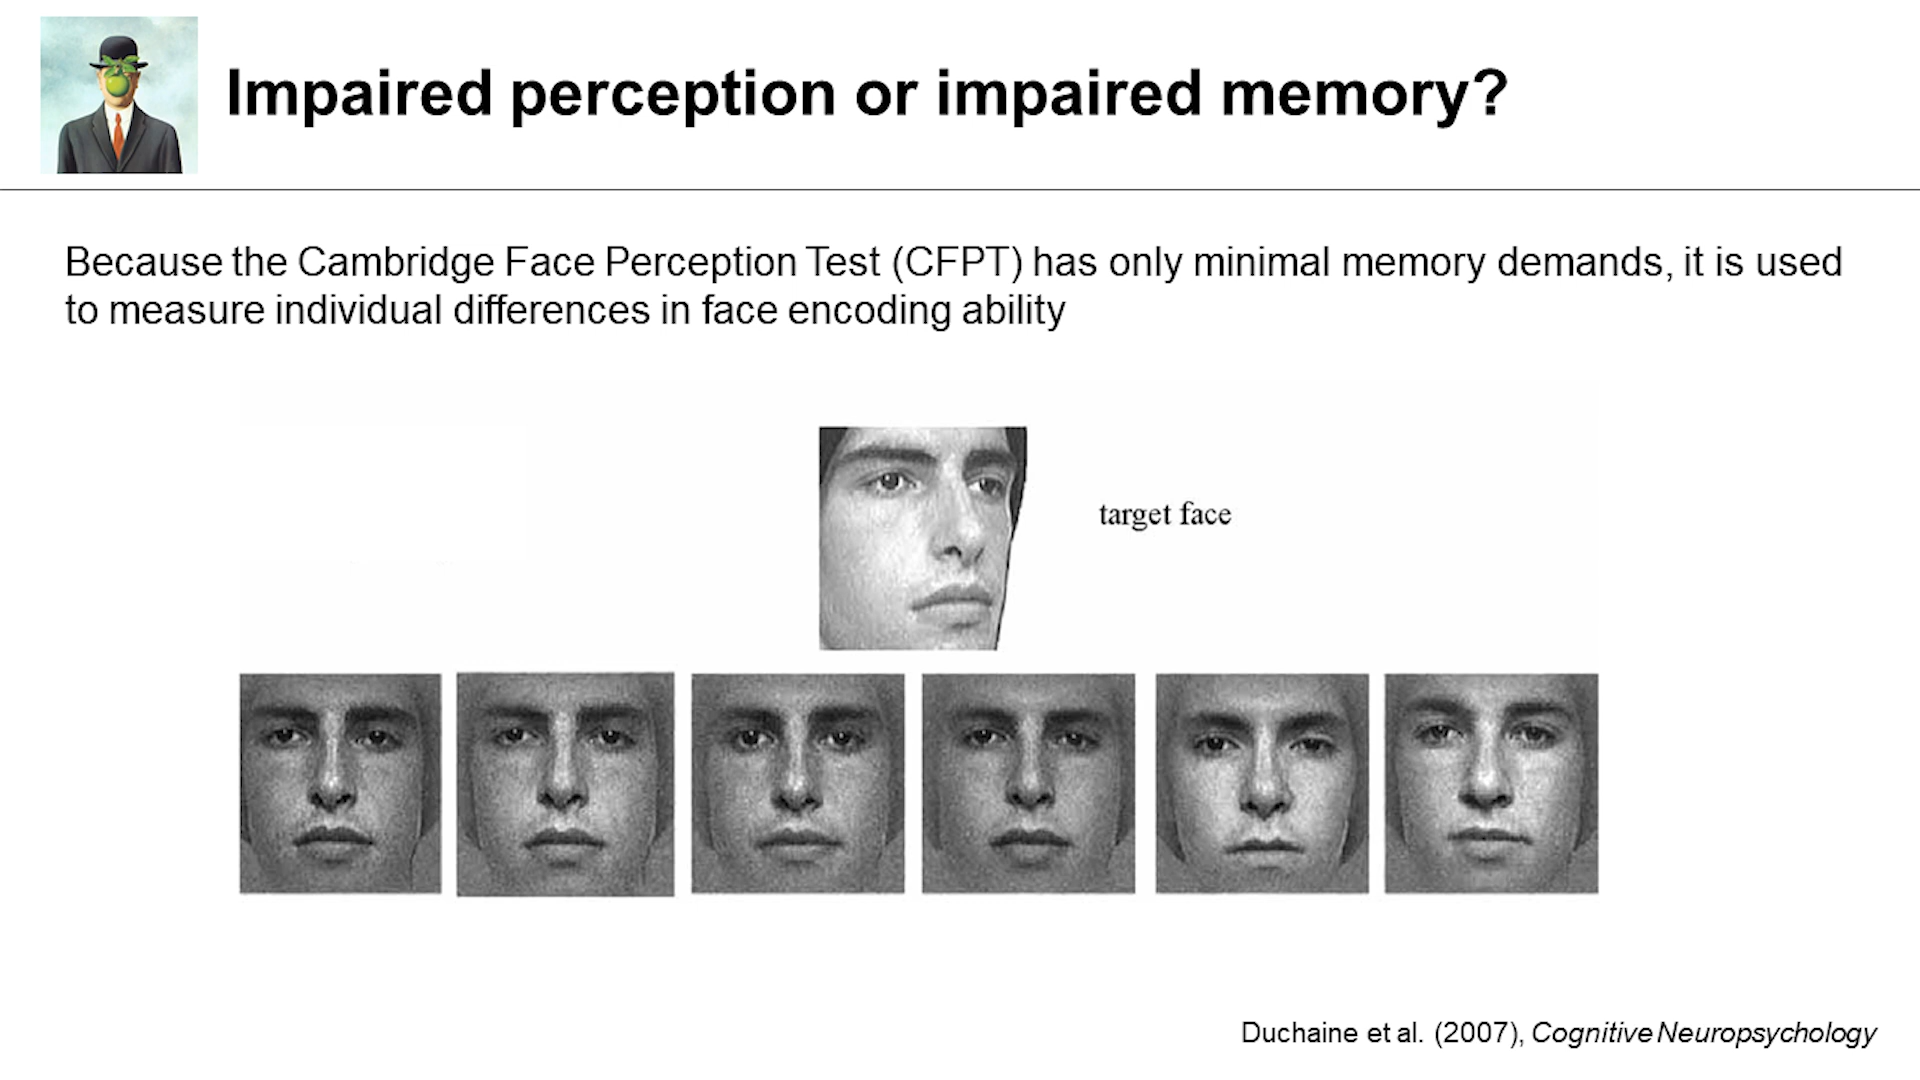 Impaired perception or impaired memory?
Because the Cambridge Face Perception Test (CFPT) has only minimal memory demands, it is used
to measure individual differences in face encoding ability
target face
Duchaine et al. (2007), Cognitive Neuropsychology